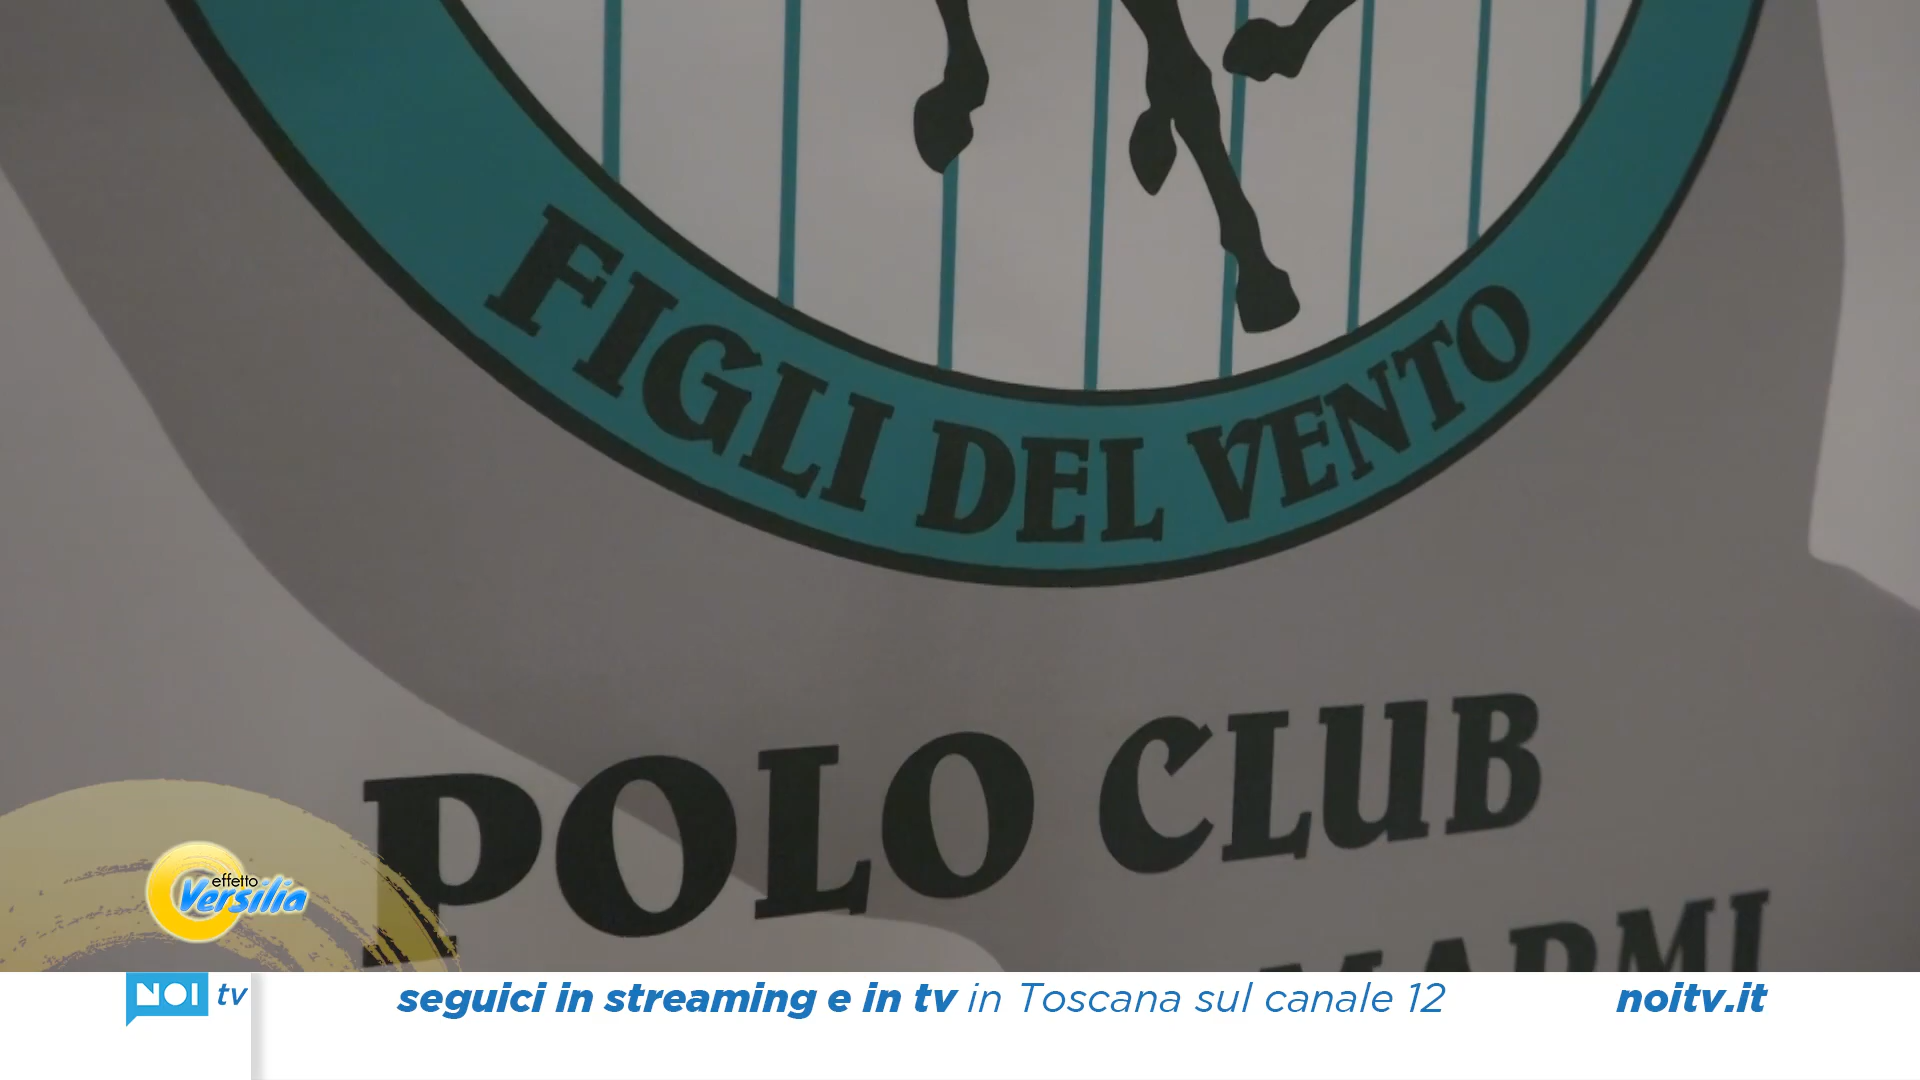 FIGLI DEL VENTO
POLO CLUB
MARMI
effetto
Versilia
NOI tv
seguici in streaming e in tv in Toscana sul canale 12
noitv.it